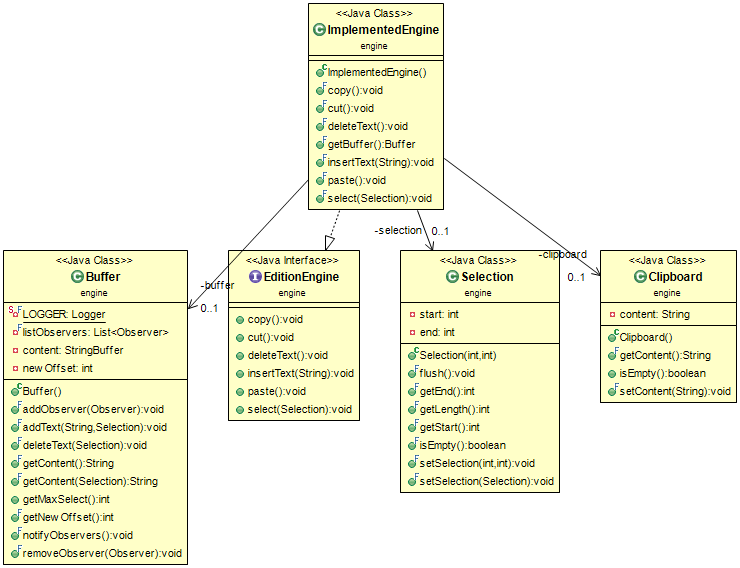 <<Java Class>>
ImplementedEngine
engine
ImplementedEngine()
copy():void
cut():void
deleteText():void
getBuffer():Buffer
insertText(String):void
paste():void
select(Selection):void
-buffer
0..1
-selection
0..1
-clipboard
0..1
<<Java Class>>
Buffer
engine
LOGGER: Logger
listObservers: List<Observer>
content: StringBuffer
newOffset: int
Buffer()
addObserver(Observer):void
addText(String,Selection):void
deleteText(Selection):void
getContent():String
getContent(Selection):String
getMaxSelect():int
getNewOffset():int
notifyObservers():void
removeObserver(Observer):void
<<Java Interface>>
EditionEngine
engine
copy():void
cut():void
deleteText():void
insertText(String):void
paste():void
select(Selection):void
<<Java Class>>
Selection
engine
start: int
end: int
Selection(int,int)
flush():void
getEnd():int
getLength():int
getStart():int
isEmpty():boolean
setSelection(int,int):void
setSelection(Selection):void
<<Java Class>>
Clipboard
engine
content: String
Clipboard()
getContent():String
isEmpty():boolean
setContent(String):void